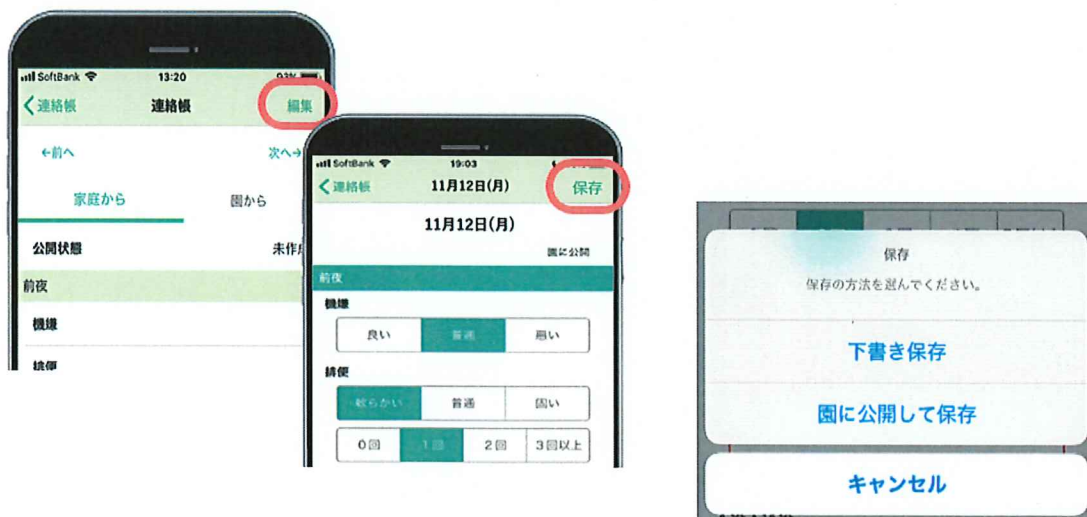 SoftBank 13:20 93%
連絡帳 連絡帳 編集
←前へ 次へ→
家庭から 園から
公開状態 未作成
前夜
機嫌
排便
SoftBank 19:03
連絡帳 11月12日(月) 保存
11月12日(月)
園に公開
前夜
機嫌
良い 普通 悪い
排便
軟らかい 普通 固い
0回 1回 2回 3回以上
保存
保存の方法を選んでください。
下書き保存
園に公開して保存
キャンセル